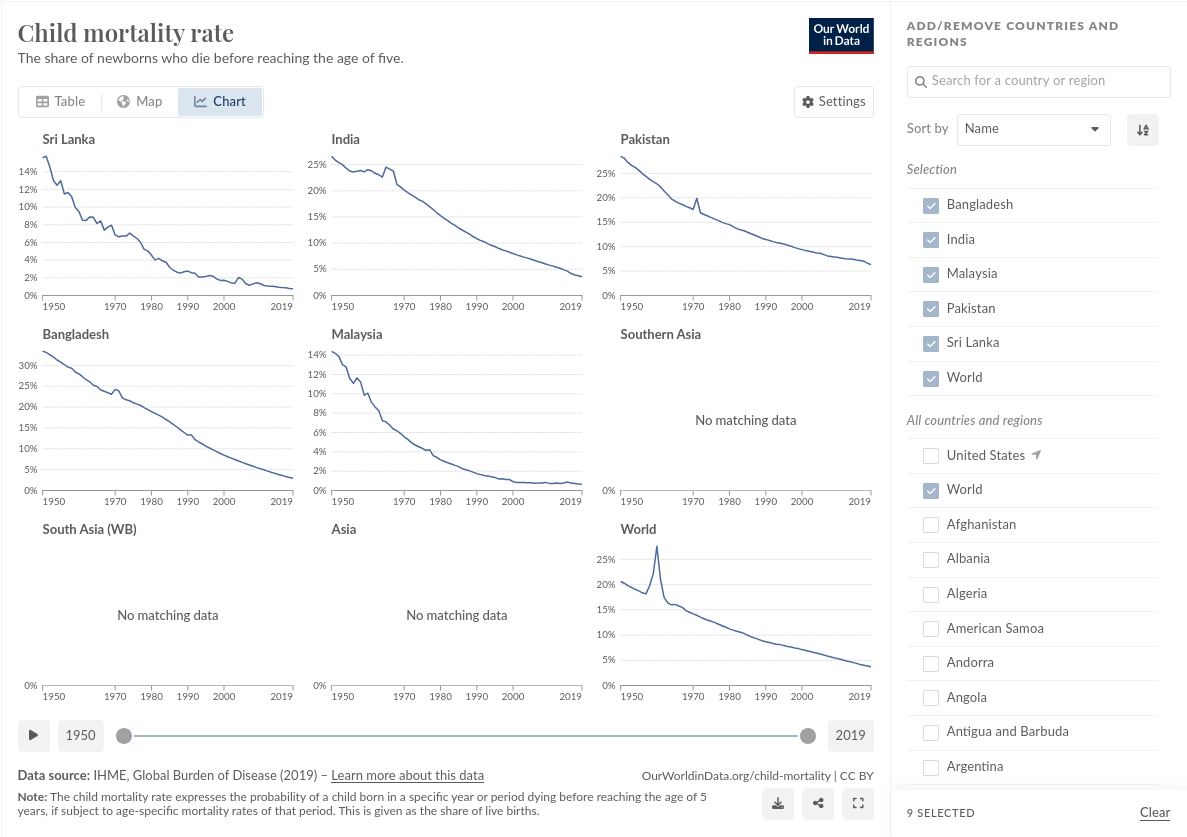 Child mortality rate
The share of newborns who die before reaching the age of five.
Our World
in Data
Table
Map
Chart
Settings
Sri Lanka
14%
12%
10%
8%
6%
4%
2%
0%
1950 1970 1980 1990 2000 2019
India
25%
20%
15%
10%
5%
0%
1950 1970 1980 1990 2000 2019
Pakistan
25%
20%
15%
10%
5%
0%
1950 1970 1980 1990 2000 2019
Bangladesh
30%
25%
20%
15%
10%
5%
0%
1950 1970 1980 1990 2000 2019
Malaysia
14%
12%
10%
8%
6%
4%
2%
0%
1950 1970 1980 1990 2000 2019
Southern Asia
No matching data
0%
1950 1970 1980 1990 2000 2019
South Asia (WB)
No matching data
0%
1950 1970 1980 1990 2000 2019
Asia
No matching data
0%
1950 1970 1980 1990 2000 2019
World
25%
20%
15%
10%
5%
0%
1950 1970 1980 1990 2000 2019
1950
2019
Data source: IHME, Global Burden of Disease (2019) – Learn more about this data
OurWorldinData.org/child-mortality | CC BY
Note: The child mortality rate expresses the probability of a child born in a specific year or period dying before reaching the age of 5
years, if subject to age-specific mortality rates of that period. This is given as the share of live births.
ADD/REMOVE COUNTRIES AND
REGIONS
Search for a country or region
Sort by
Name
Selection
Bangladesh
India
Malaysia
Pakistan
Sri Lanka
World
All countries and regions
United States
World
Afghanistan
Albania
Algeria
American Samoa
Andorra
Angola
Antigua and Barbuda
Argentina
9 SELECTED
Clear